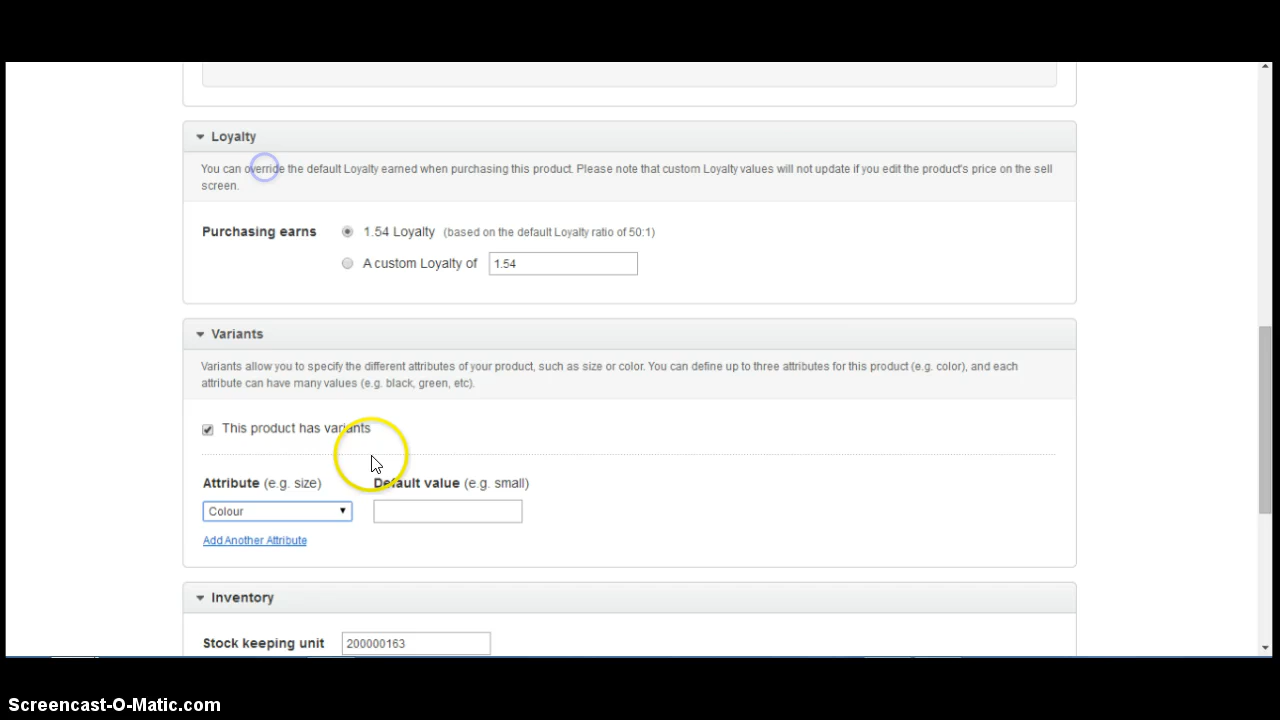 Loyalty
You can override the default Loyalty earned when purchasing this product. Please note that custom Loyalty values will not update if you edit the product's price on the sell
screen.
Purchasing earns 1.54 Loyalty (based on the default Loyalty ratio of 50:1)
A custom Loyalty of 1.54
Variants
Variants allow you to specify the different attributes of your product, such as size or color. You can define up to three attributes for this product (e.g. color), and each
attribute can have many values (e.g. black, green, etc).
This product has variants
Attribute (e.g. size) Default value (e.g. small)
Colour
Add Another Attribute
Inventory
Stock keeping unit 200000163
Screencast-O-Matic.com